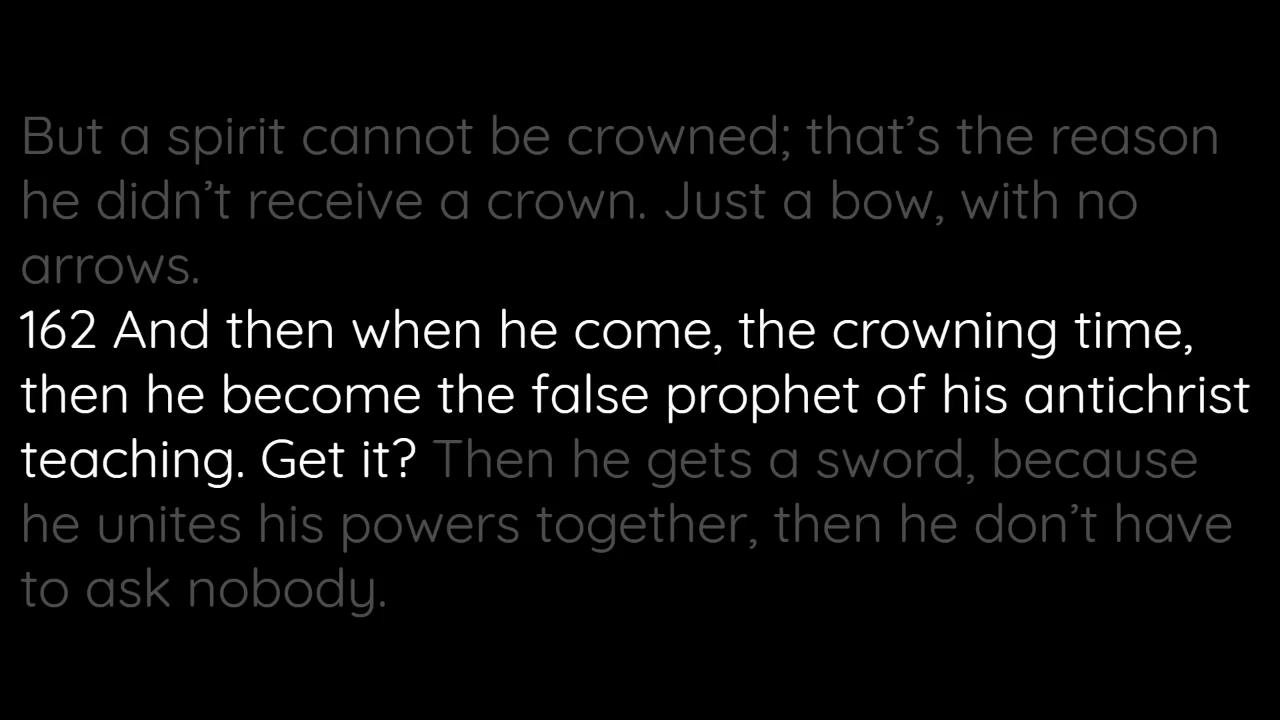 But a spirit cannot be crowned; that’s the reason
he didn’t receive a crown. Just a bow, with no
arrows.
162 And then when he come, the crowning time,
then he become the false prophet of his antichrist
teaching. Get it? Then he gets a sword, because
he unites his powers together, then he don’t have
to ask nobody.